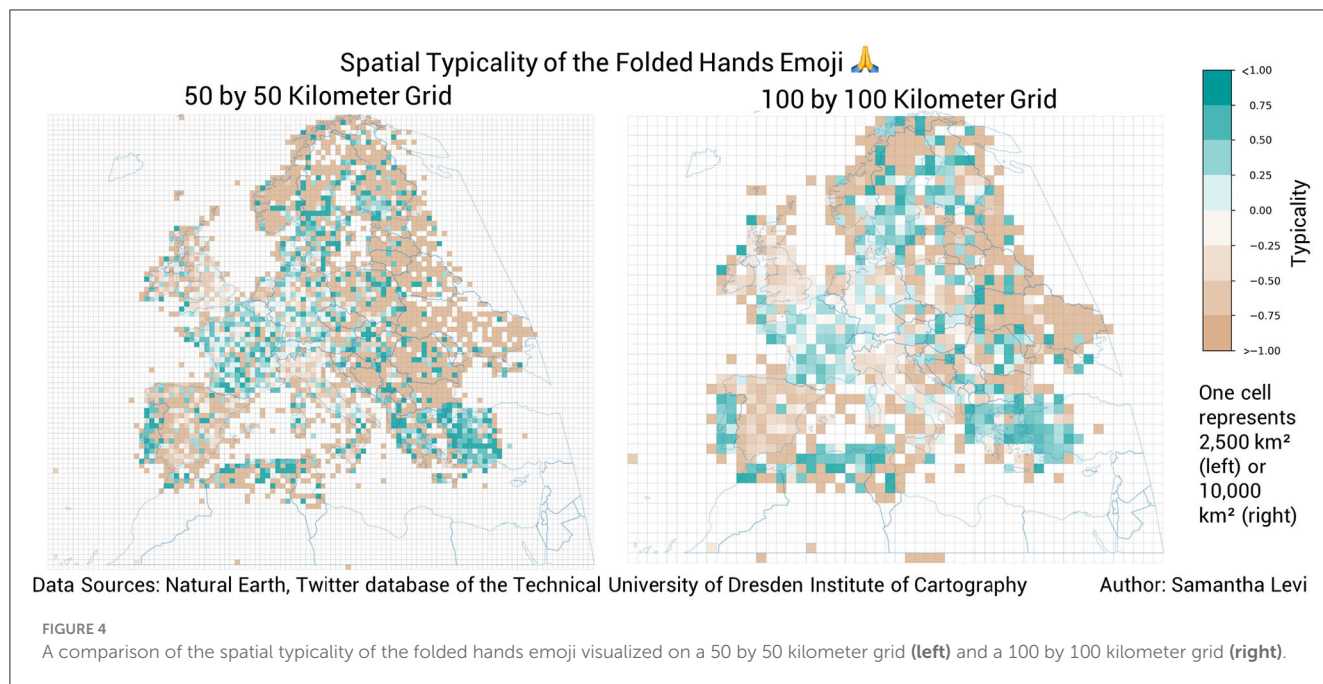 Spatial Typicality of the Folded Hands Emoji 🙏
50 by 50 Kilometer Grid
100 by 100 Kilometer Grid
<1.00
0.75
0.50
0.25
0.00
−0.25
−0.50
−0.75
>−1.00
Typicality
One cell
represents
2,500 km²
(left) or
10,000
km² (right)
Data Sources: Natural Earth, Twitter database of the Technical University of Dresden Institute of Cartography
Author: Samantha Levi
FIGURE 4
A comparison of the spatial typicality of the folded hands emoji visualized on a 50 by 50 kilometer grid (left) and a 100 by 100 kilometer grid (right).